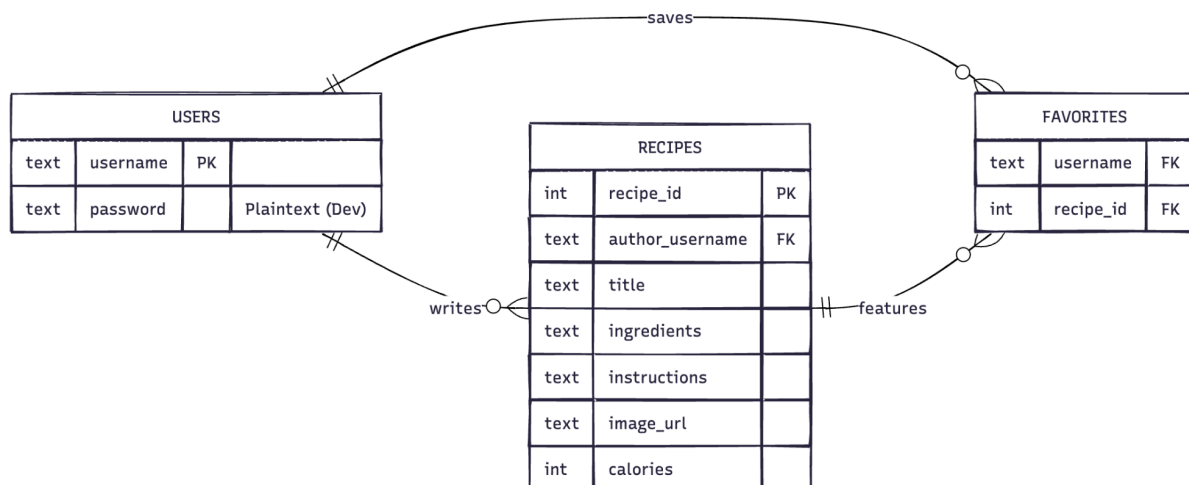 saves
USERS
text username PK
text password Plaintext (Dev)
RECIPES
int recipe_id PK
text author_username FK
text title
text ingredients
text instructions
text image_url
int calories
FAVORITES
text username FK
int recipe_id FK
writes
features